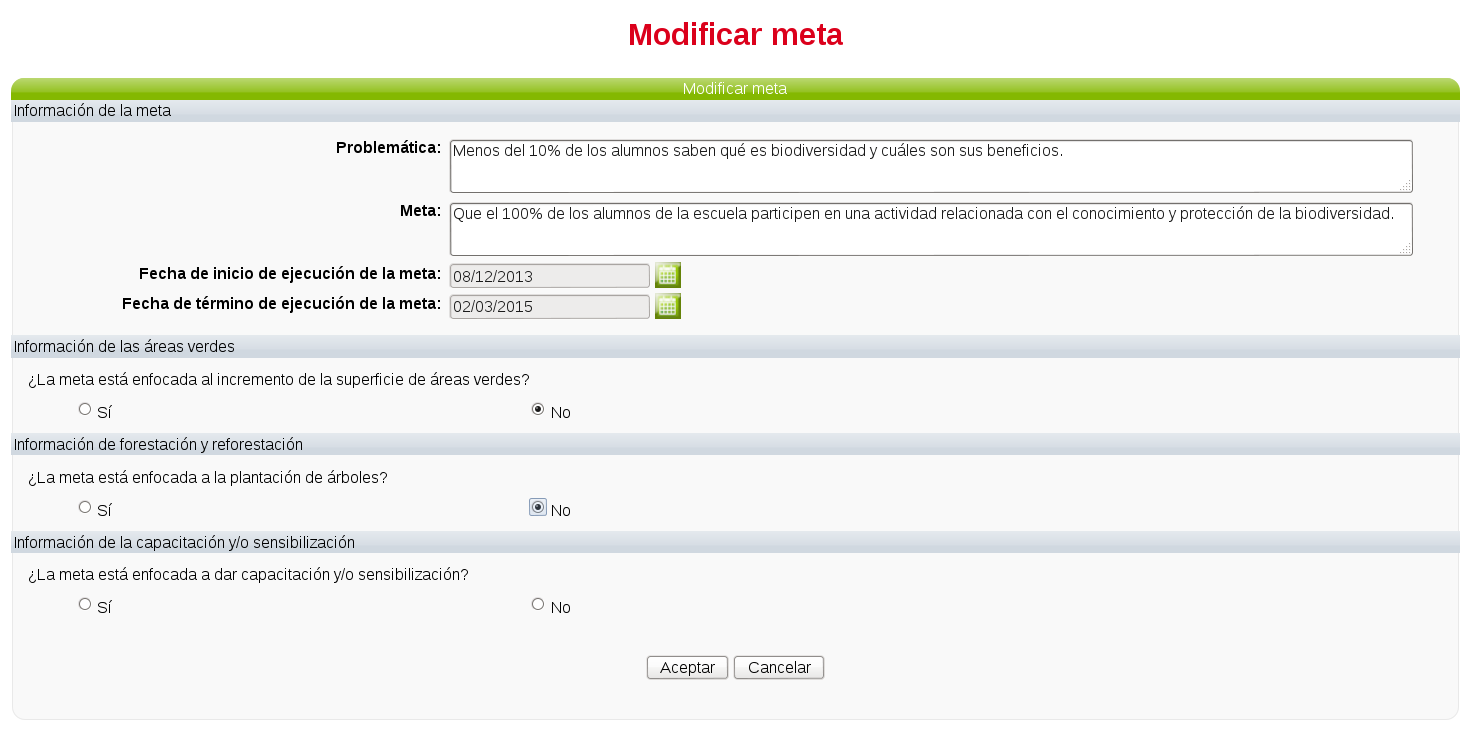 Modificar meta
Modificar meta
Información de la meta
Problemática: Menos del 10% de los alumnos saben qué es biodiversidad y cuáles son sus beneficios.
Meta: Que el 100% de los alumnos de la escuela participen en una actividad relacionada con el conocimiento y protección de la biodiversidad.
Fecha de inicio de ejecución de la meta: 08/12/2013
Fecha de término de ejecución de la meta: 02/03/2015
Información de las áreas verdes
¿La meta está enfocada al incremento de la superficie de áreas verdes?
Sí No
Información de forestación y reforestación
¿La meta está enfocada a la plantación de árboles?
Sí No
Información de la capacitación y/o sensibilización
¿La meta está enfocada a dar capacitación y/o sensibilización?
Sí No
Aceptar Cancelar